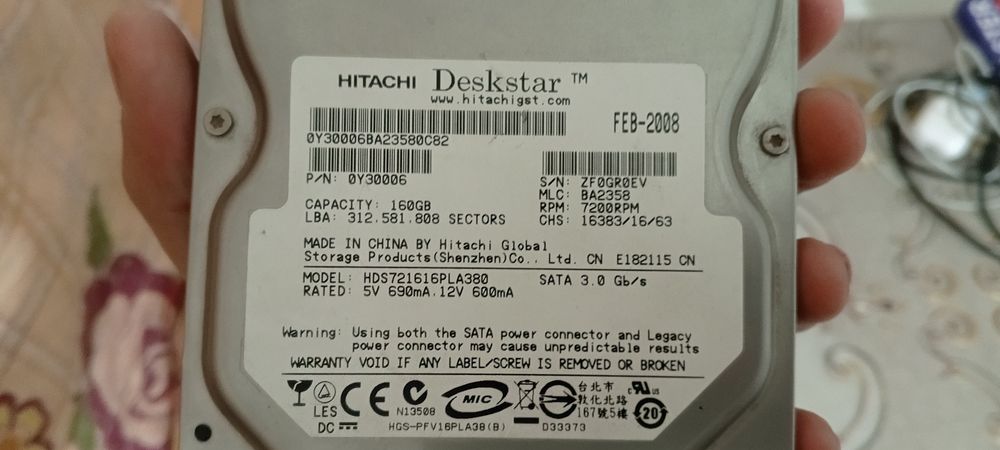 HITACHI Deskstar™
www.hitachigst.com
FEB-2008
0Y30006BA23580C82
P/N: 0Y30006
S/N: ZF0GR0EV
MLC: BA2358
CAPACITY: 160GB
RPM: 7200RPM
LBA: 312.581.808 SECTORS
CHS: 16383/16/63
MADE IN CHINA BY Hitachi Global
Storage Products(Shenzhen)Co., Ltd. CN E182115 CN
MODEL: HDS721616PLA380 SATA 3.0 Gb/s
RATED: 5V 690mA.12V 600mA
Warning: Using both the SATA power connector and Legacy
power connector may cause unpredictable results
WARRANTY VOID IF ANY LABEL/SCREW IS REMOVED OR BROKEN
LES
DC
CE
N13508
MIC
HGS-PFV16PLA38(B)
D33373
台北市
敦化北路
167號5樓
20